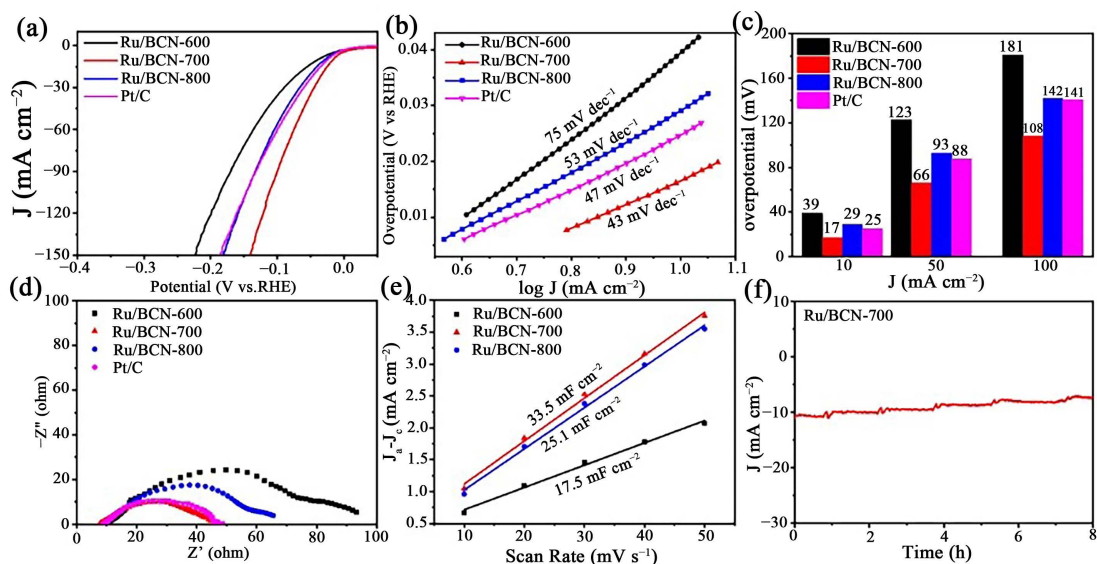 (a)
Ru/BCN-600
Ru/BCN-700
Ru/BCN-800
Pt/C
0
−30
−60
−90
−120
−150
J (mA cm⁻²)
−0.4
−0.3
−0.2
−0.1
0.0
Potential (V vs.RHE)
(b)
Ru/BCN-600
Ru/BCN-700
Ru/BCN-800
Pt/C
0.04
0.03
0.02
0.01
Overpotential (V vs RHE)
75 mV dec⁻¹
53 mV dec⁻¹
47 mV dec⁻¹
43 mV dec⁻¹
0.6
0.7
0.8
0.9
1.0
1.1
log J (mA cm⁻²)
(c)
Ru/BCN-600
Ru/BCN-700
Ru/BCN-800
Pt/C
200
160
120
80
40
0
overpotential (mV)
39
17
29
25
123
66
93
88
181
108
142
141
10
50
100
J (mA cm⁻²)
(d)
Ru/BCN-600
Ru/BCN-700
Ru/BCN-800
Pt/C
100
80
60
40
20
0
−Z" (ohm)
0
20
40
60
80
100
Z' (ohm)
(e)
Ru/BCN-600
Ru/BCN-700
Ru/BCN-800
4.0
3.5
3.0
2.5
2.0
1.5
1.0
0.5
Jₐ-J꜀ (mA cm⁻²)
33.5 mF cm⁻²
25.1 mF cm⁻²
17.5 mF cm⁻²
10
20
30
40
50
Scan Rate (mV s⁻¹)
(f)
Ru/BCN-700
10
0
−10
−20
−30
J (mA cm⁻²)
0
2
4
6
8
Time (h)